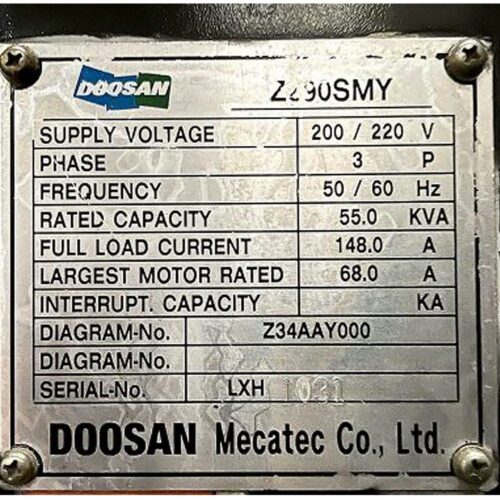 DOOSAN
Z290SMY
SUPPLY VOLTAGE 200 / 220 V
PHASE 3 P
FREQUENCY 50 / 60 Hz
RATED CAPACITY 55.0 KVA
FULL LOAD CURRENT 148.0 A
LARGEST MOTOR RATED 68.0 A
INTERRUPT. CAPACITY KA
DIAGRAM-No. Z34AAY000
DIAGRAM-No.
SERIAL-No. LXH 1021
DOOSAN Mecatec Co., Ltd.